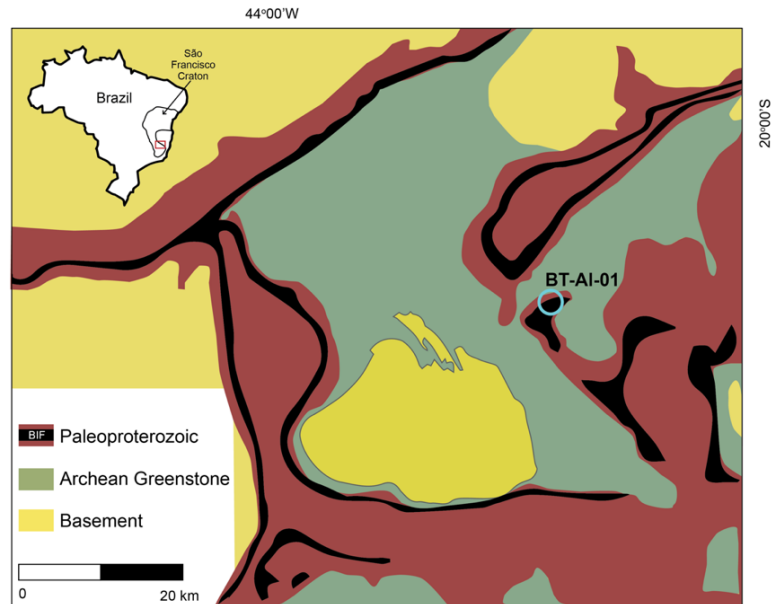 44°00'W
São
Francisco
Craton
Brazil
20°00'S
BT-AI-01
BIF Paleoproterozoic
Archean Greenstone
Basement
0 20 km